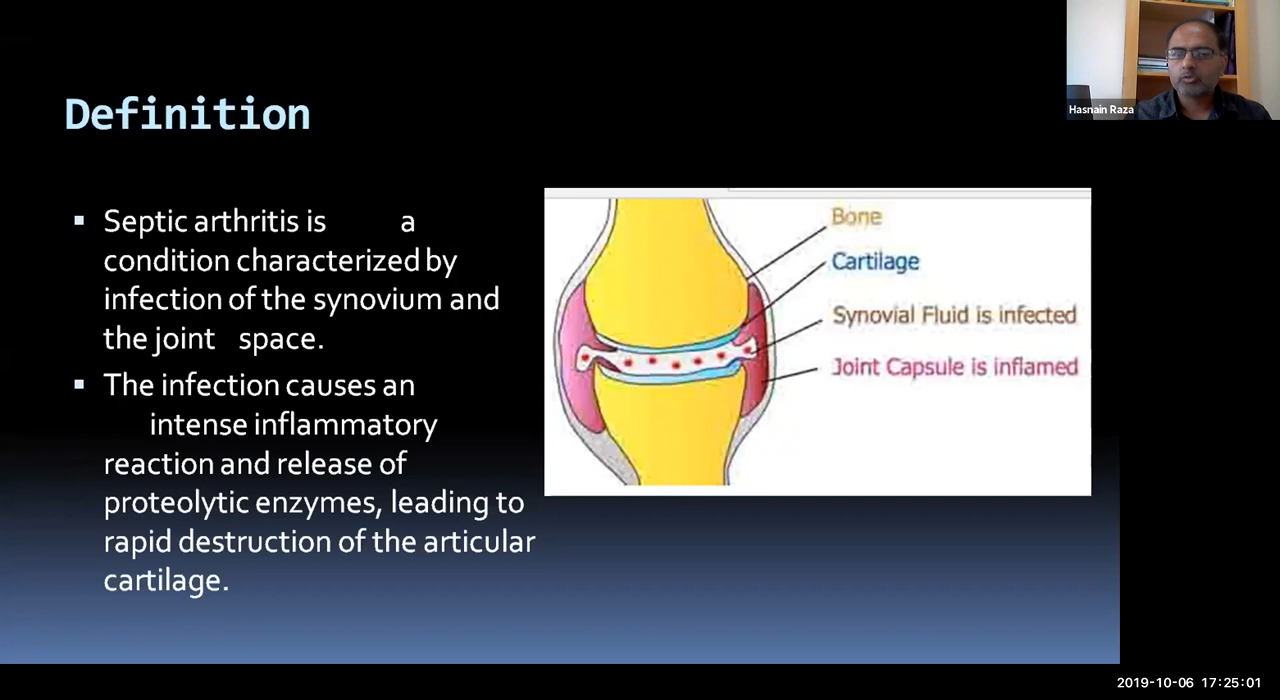 Definition
Septic arthritis is a
condition characterized by
infection of the synovium and
the joint space.
The infection causes an
intense inflammatory
reaction and release of
proteolytic enzymes, leading to
rapid destruction of the articular
cartilage.
Bone
Cartilage
Synovial Fluid is infected
Joint Capsule is inflamed
Hasnain Raza
2019-10-06 17:25:01